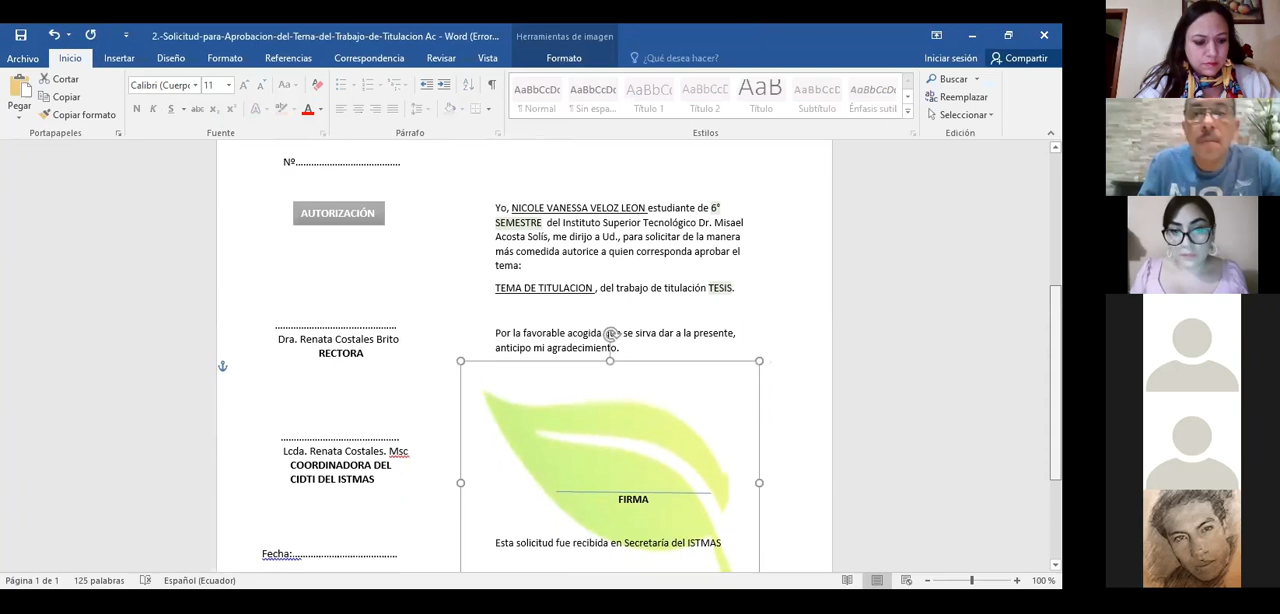 2.-Solicitud-para-Aprobacion-del-Tema-del-Trabajo-de-Titulacion Ac - Word (Error...
Herramientas de imagen
Archivo
Inicio
Insertar
Diseño
Formato
Referencias
Correspondencia
Revisar
Vista
Formato
¿Qué desea hacer?
Iniciar sesión
Compartir
Pegar
Cortar
Copiar
Copiar formato
Portapapeles
Calibri (Cuerpo
11
A A Aa
N K S abc X₂ X²
Fuente
Párrafo
AaBbCcDc AaBbCcDc AaBbCc AaBbCcC AaB AaBbCcD AaBbCcDc
¶ Normal
¶ Sin espa...
Título 1
Título 2
Título
Subtítulo
Énfasis sutil
Estilos
Buscar
Reemplazar
Seleccionar
Edición
Nº........................................
AUTORIZACIÓN
Yo, NICOLE VANESSA VELOZ LEON estudiante de 6°
SEMESTRE del Instituto Superior Tecnológico Dr. Misael
Acosta Solís, me dirijo a Ud., para solicitar de la manera
más comedida autorice a quien corresponda aprobar el
tema:
TEMA DE TITULACION , del trabajo de titulación TESIS.
Por la favorable acogida que se sirva dar a la presente,
anticipo mi agradecimiento.
..............................................
Dra. Renata Costales Brito
RECTORA
.............................................
Lcda. Renata Costales. Msc
COORDINADORA DEL
CIDTI DEL ISTMAS
FIRMA
Esta solicitud fue recibida en Secretaría del ISTMAS
Fecha:........................................
Página 1 de 1
125 palabras
Español (Ecuador)
100 %